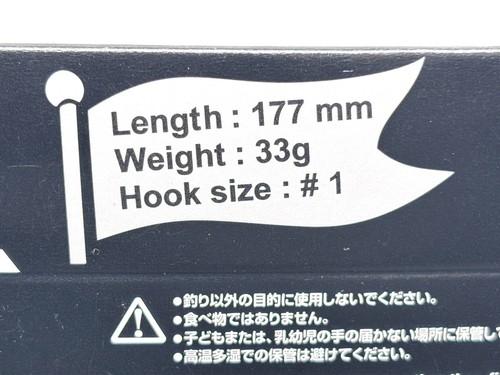 Length : 177 mm
Weight : 33g
Hook size : # 1
●釣り以外の目的に使用しないでください。
●食べ物ではありません。
●子どもまたは、乳幼児の手の届かない場所に保管して
●高温多湿での保管は避けてください。